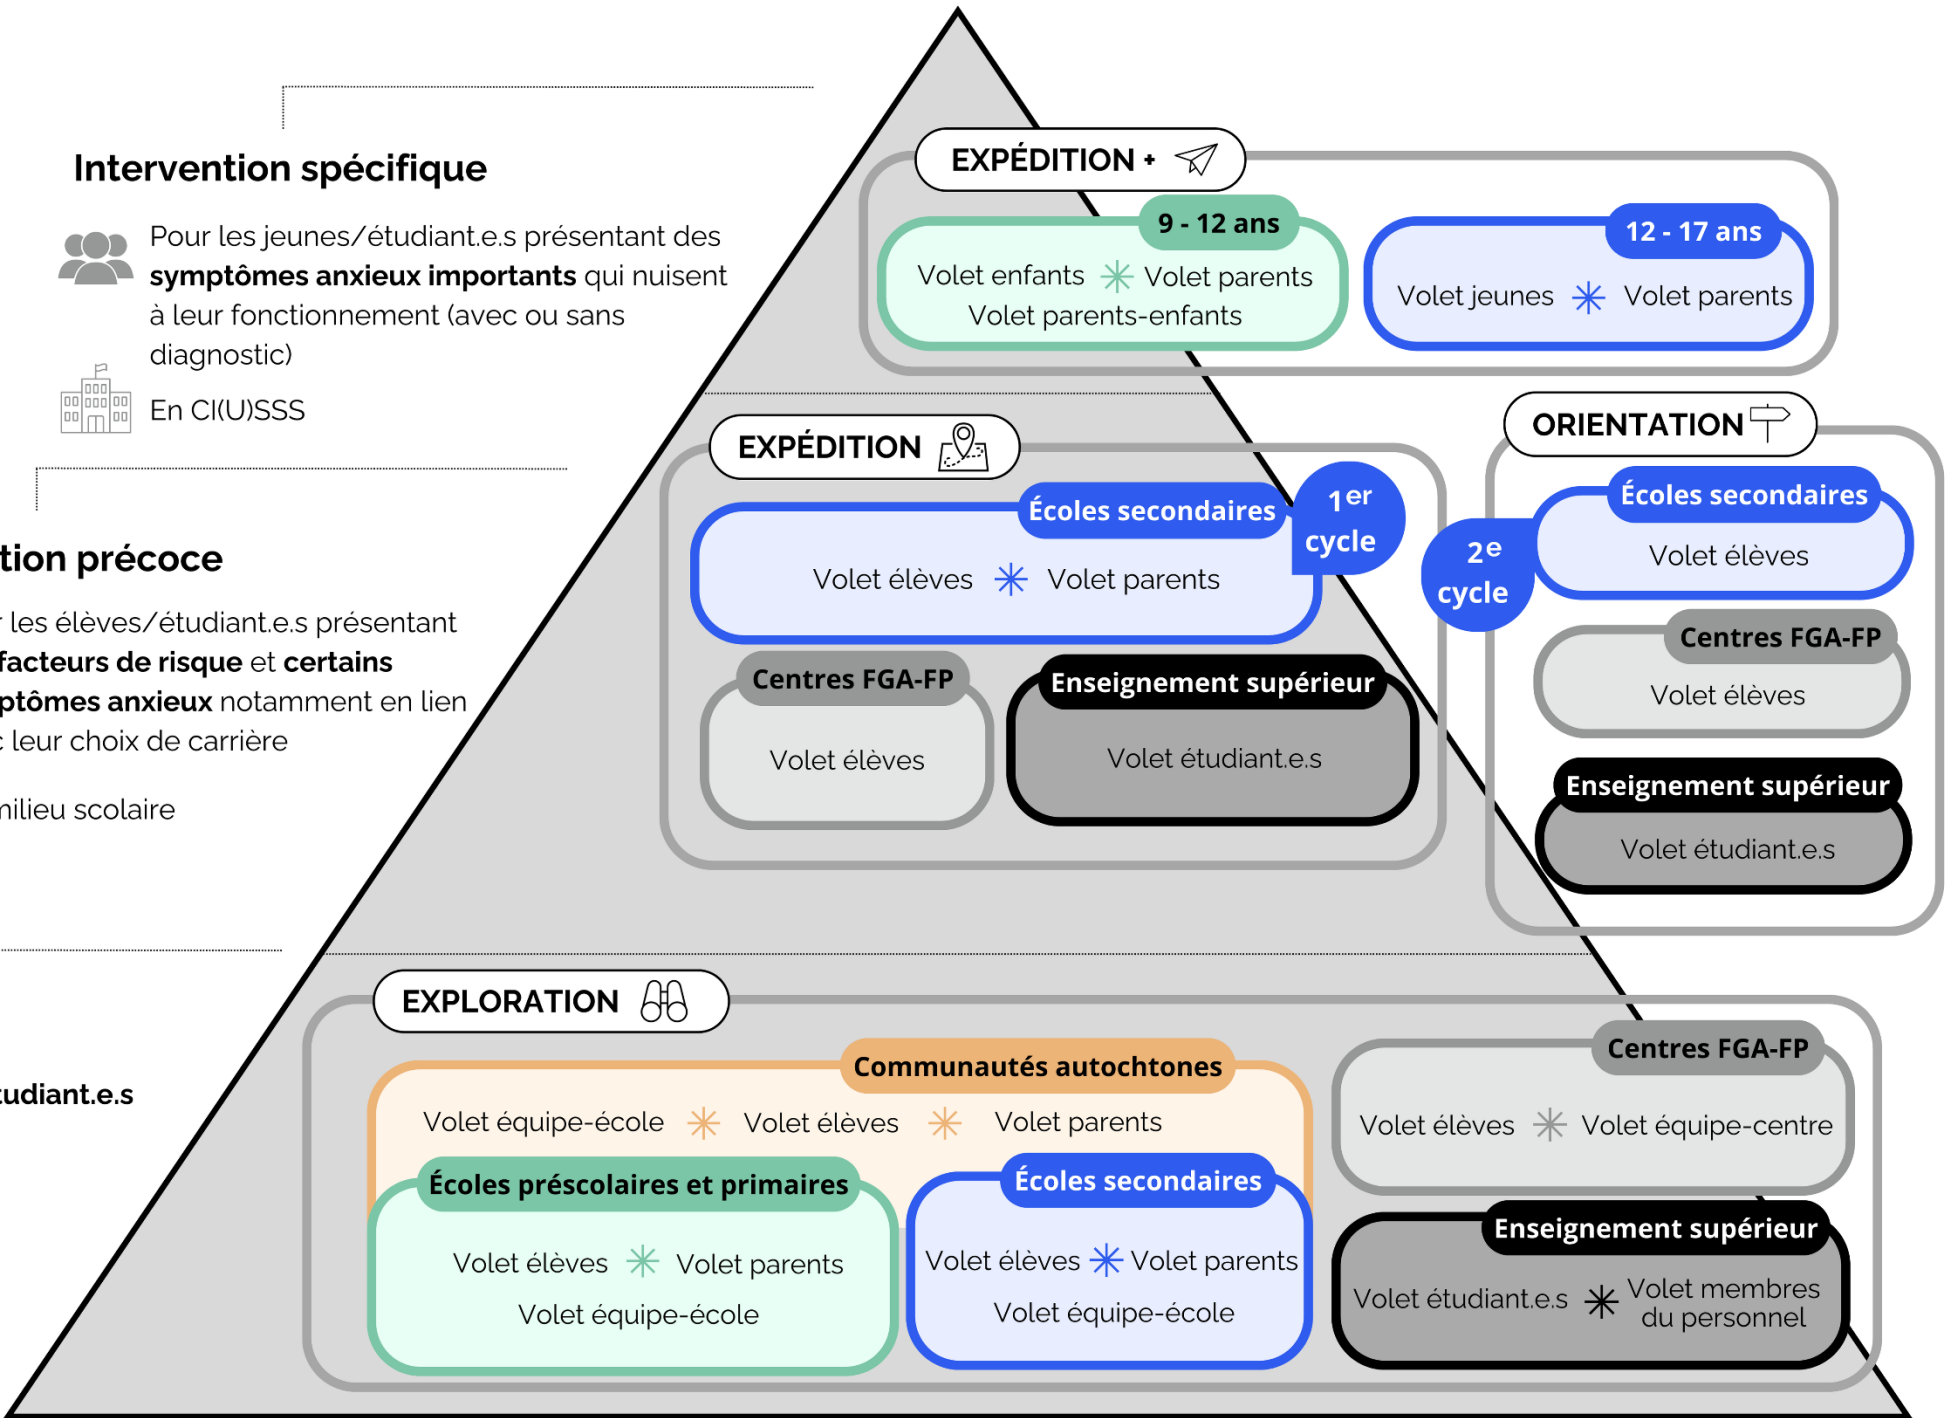 Intervention spécifique
Pour les jeunes/étudiant.e.s présentant des
symptômes anxieux importants qui nuisent
à leur fonctionnement (avec ou sans
diagnostic)
En CI(U)SSS
tion précoce
les élèves/étudiant.e.s présentant
facteurs de risque et certains
ptômes anxieux notamment en lien
c leur choix de carrière
milieu scolaire
tudiant.e.s
EXPÉDITION +
9 - 12 ans
Volet enfants Volet parents
Volet parents-enfants
12 - 17 ans
Volet jeunes Volet parents
EXPÉDITION
Écoles secondaires
1er
cycle
Volet élèves Volet parents
Centres FGA-FP
Volet élèves
Enseignement supérieur
Volet étudiant.e.s
ORIENTATION
Écoles secondaires
2e
cycle
Volet élèves
Centres FGA-FP
Volet élèves
Enseignement supérieur
Volet étudiant.e.s
EXPLORATION
Communautés autochtones
Volet équipe-école Volet élèves Volet parents
Écoles préscolaires et primaires
Volet élèves Volet parents
Volet équipe-école
Écoles secondaires
Volet élèves Volet parents
Volet équipe-école
Centres FGA-FP
Volet élèves Volet équipe-centre
Enseignement supérieur
Volet étudiant.e.s Volet membres
du personnel